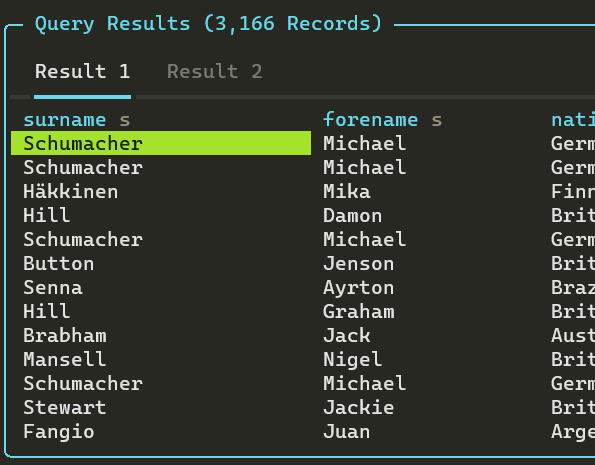 Query Results (3,166 Records)
Result 1 Result 2
surname s forename s nati
Schumacher Michael Germ
Schumacher Michael Germ
Häkkinen Mika Finn
Hill Damon Brit
Schumacher Michael Germ
Button Jenson Brit
Senna Ayrton Braz
Hill Graham Brit
Brabham Jack Aust
Mansell Nigel Brit
Schumacher Michael Germ
Stewart Jackie Brit
Fangio Juan Arge